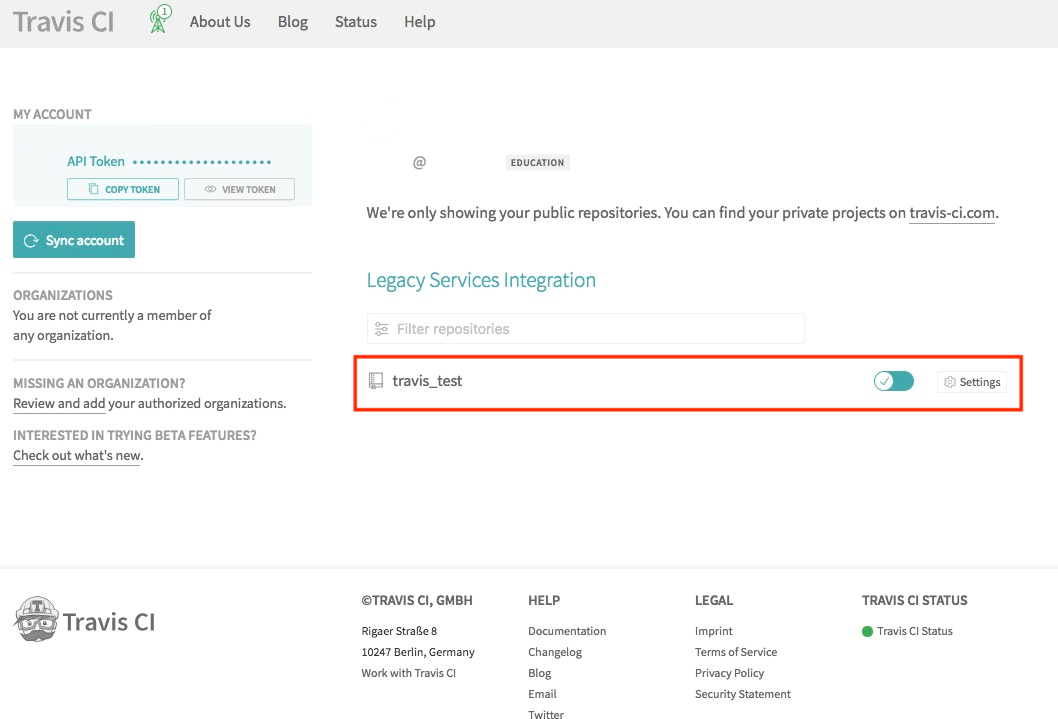 Travis CI
1
About Us
Blog
Status
Help
MY ACCOUNT
API Token ••••••••••••••••••••
COPY TOKEN
VIEW TOKEN
Sync account
ORGANIZATIONS
You are not currently a member of
any organization.
MISSING AN ORGANIZATION?
Review and add your authorized organizations.
INTERESTED IN TRYING BETA FEATURES?
Check out what's new.
@
EDUCATION
We're only showing your public repositories. You can find your private projects on travis-ci.com.
Legacy Services Integration
Filter repositories
travis_test
Settings
Travis CI
©TRAVIS CI, GMBH
Rigaer Straße 8
10247 Berlin, Germany
Work with Travis CI
HELP
Documentation
Changelog
Blog
Email
Twitter
LEGAL
Imprint
Terms of Service
Privacy Policy
Security Statement
TRAVIS CI STATUS
Travis CI Status